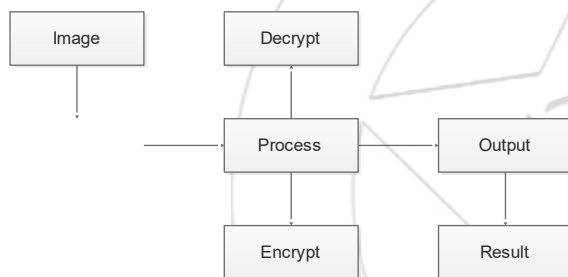 Image
Decrypt
Process
Output
Encrypt
Result